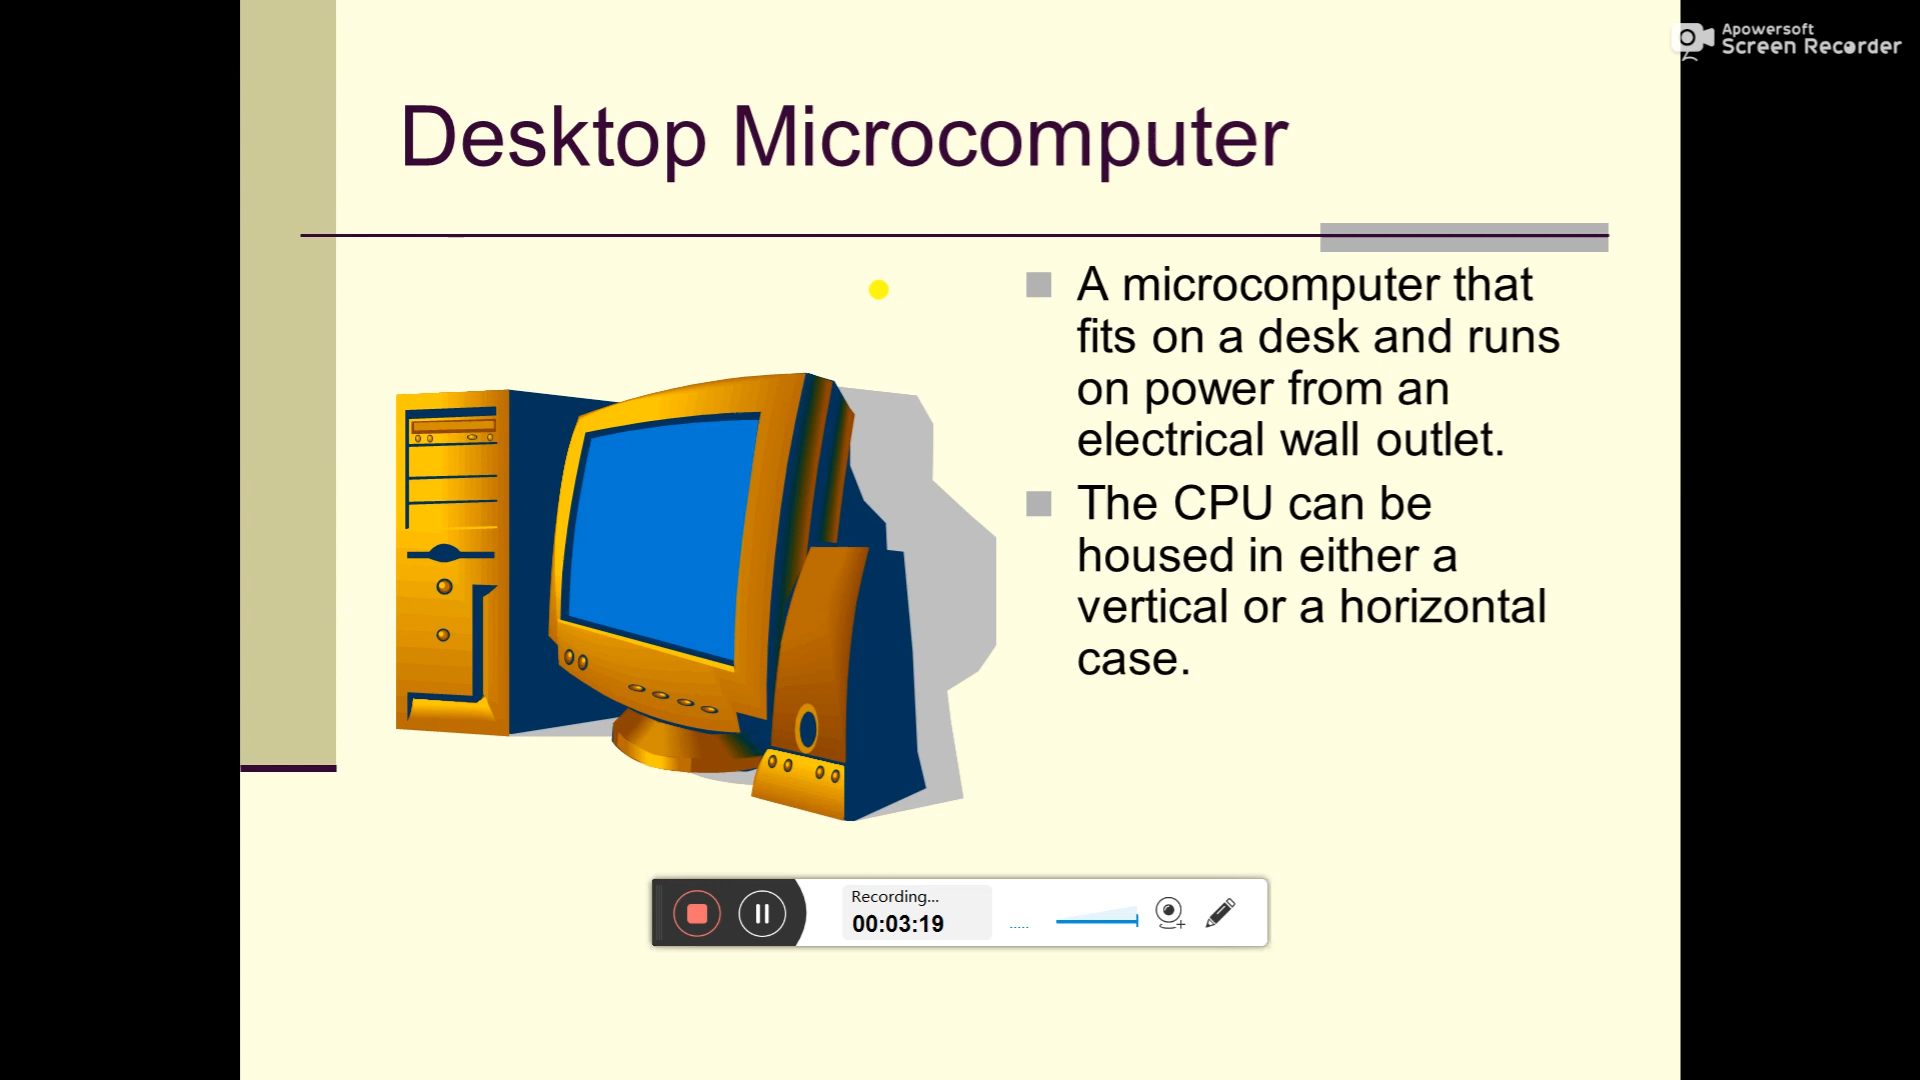 Apowersoft
Screen Recorder
Desktop Microcomputer
A microcomputer that
fits on a desk and runs
on power from an
electrical wall outlet.
The CPU can be
housed in either a
vertical or a horizontal
case.
Recording...
00:03:19